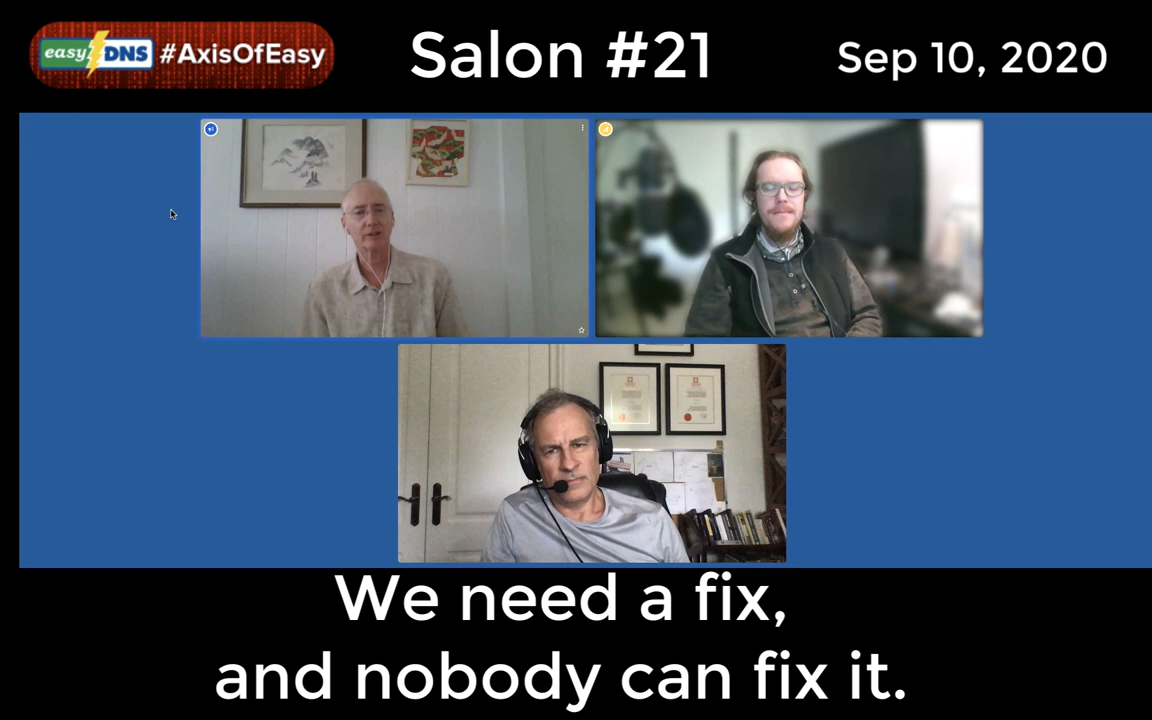 easyDNS #AxisOfEasy
Salon #21
Sep 10, 2020
We need a fix,
and nobody can fix it.